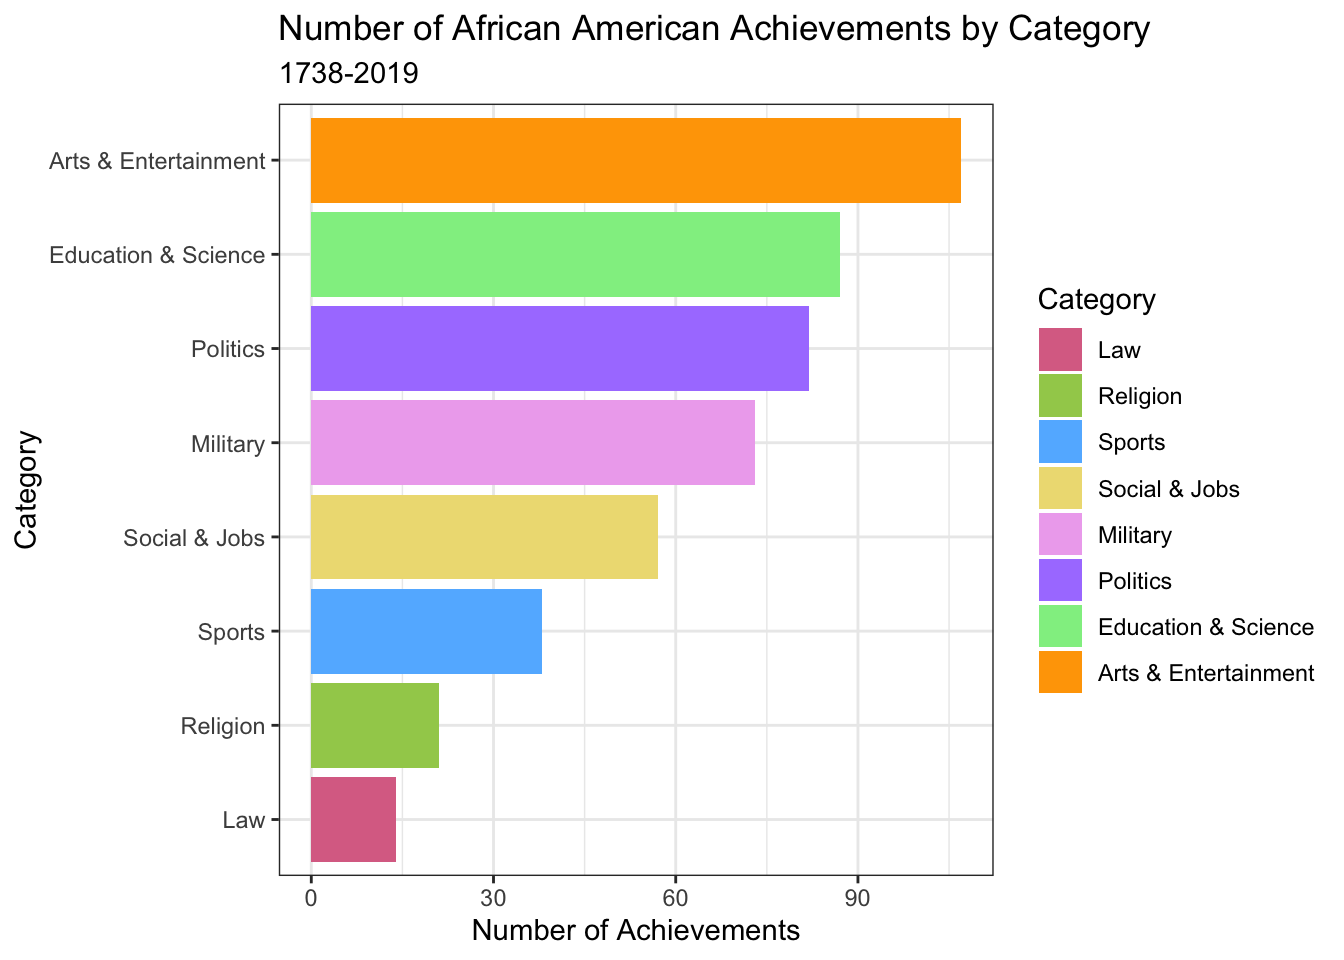 Number of African American Achievements by Category
1738-2019
Category
Arts & Entertainment
Education & Science
Politics
Military
Social & Jobs
Sports
Religion
Law
0 30 60 90
Number of Achievements
Category
Law
Religion
Sports
Social & Jobs
Military
Politics
Education & Science
Arts & Entertainment